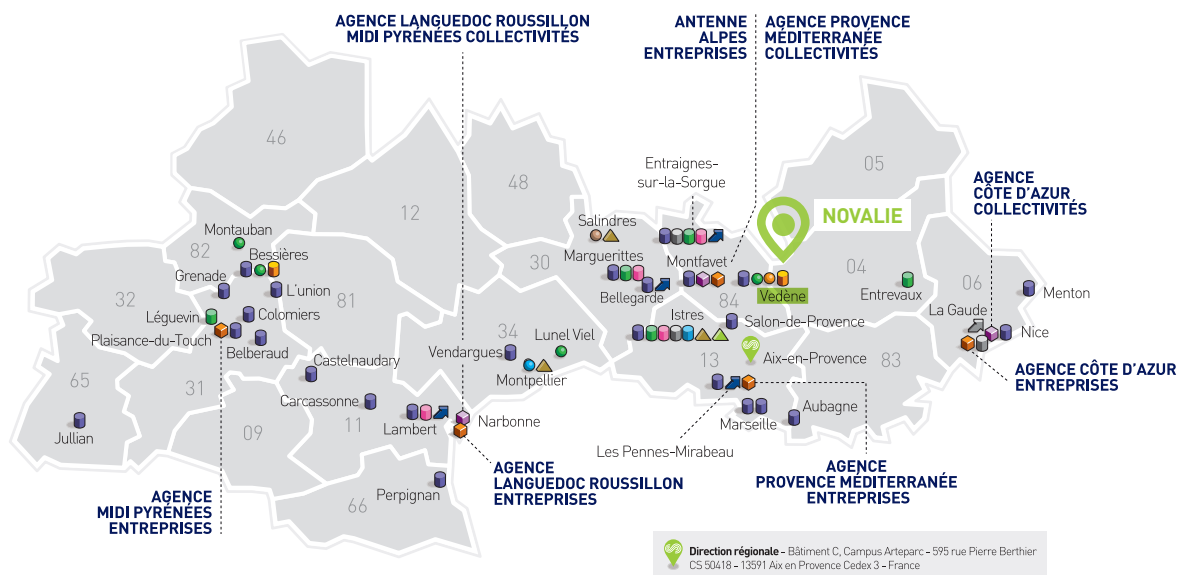 AGENCE LANGUEDOC ROUSSILLON
MIDI PYRÉNÉES COLLECTIVITÉS
ANTENNE
ALPES
ENTREPRISES
AGENCE PROVENCE
MÉDITERRANÉE
COLLECTIVITÉS
46
48
12
05
Entraignes-
sur-la-Sorgue
AGENCE
CÔTE D'AZUR
COLLECTIVITÉS
NOVALIE
Montauban
82
Bessières
Grenade
L'union
Salindres
Marguerittes
30
Bellegarde
Montfavet
Vedène
84
04
Entrevaux
06
Menton
La Gaude
Nice
32
81
Léguevin
Colomiers
Plaisance-du-Touch
Belberaud
34
Lunel Viel
Vendargues
Montpellier
Istres
Salon-de-Provence
13
Aix-en-Provence
83
AGENCE CÔTE D'AZUR
ENTREPRISES
Castelnaudary
65
31
Carcassonne
09
11
Lambert
Narbonne
Jullian
Marseille
Aubagne
Les Pennes-Mirabeau
AGENCE
LANGUEDOC ROUSSILLON
ENTREPRISES
AGENCE
PROVENCE MÉDITERRANÉE
ENTREPRISES
AGENCE
MIDI PYRÉNÉES
ENTREPRISES
Perpignan
66
Direction régionale - Bâtiment C, Campus Arteparc - 595 rue Pierre Berthier
CS 50418 - 13591 Aix en Provence Cedex 3 - France